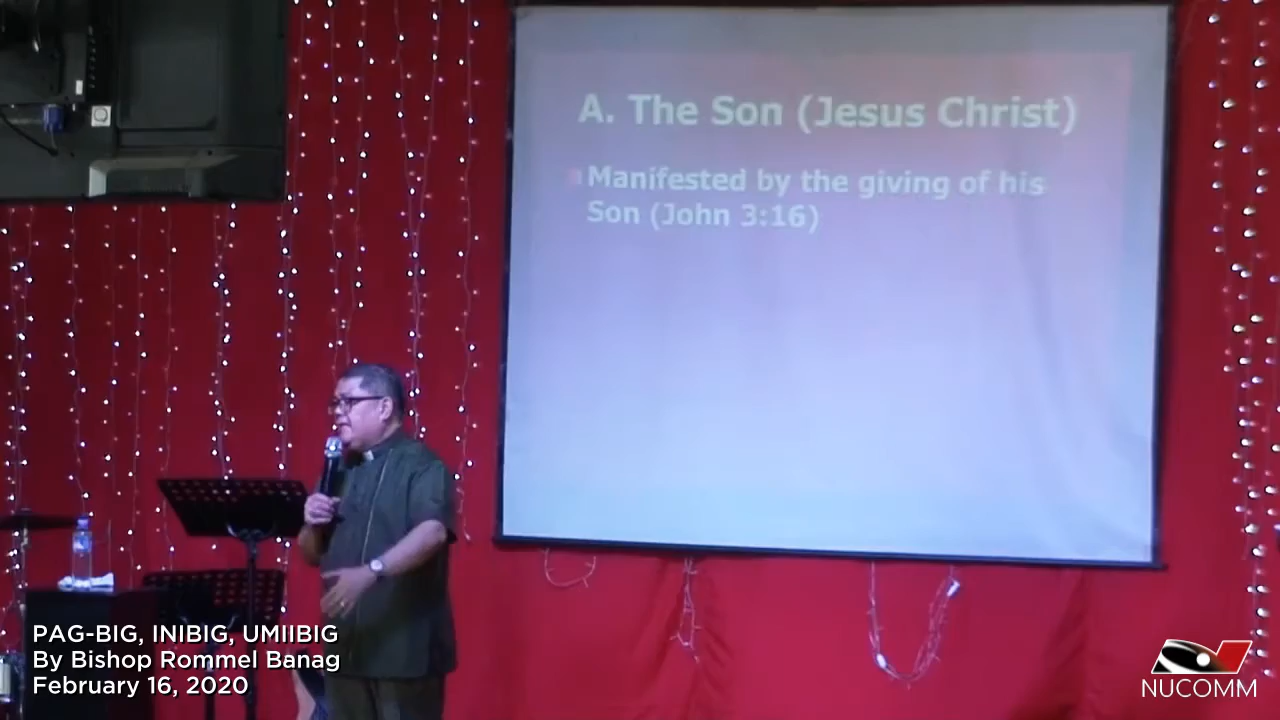 A. The Son (Jesus Christ)
Manifested by the giving of his
Son (John 3:16)
PAG-BIG, INIBIG, UMIIBIG
By Bishop Rommel Banag
February 16, 2020
NUCOMM